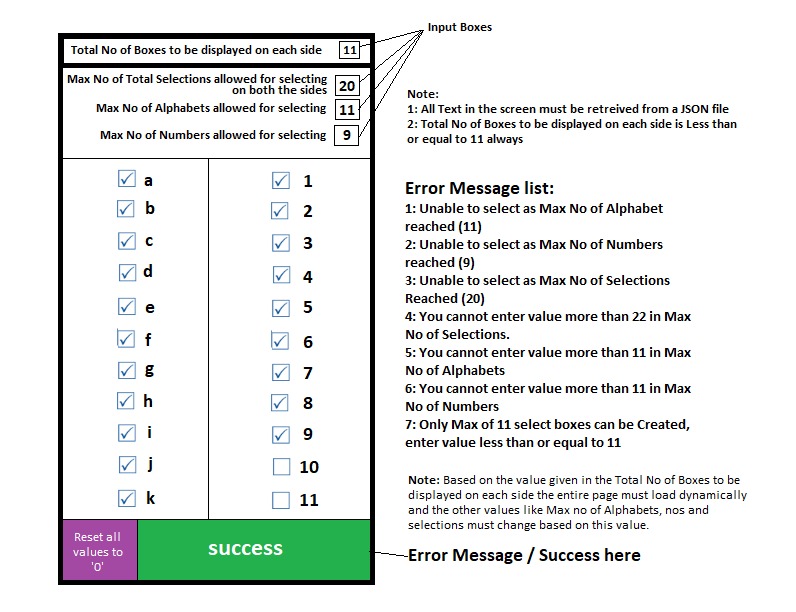 Input Boxes
Total No of Boxes to be displayed on each side 11
Max No of Total Selections allowed for selecting
on both the sides 20
Max No of Alphabets allowed for selecting 11
Max No of Numbers allowed for selecting 9
a 1
b 2
c 3
d 4
e 5
f 6
g 7
h 8
i 9
j 10
k 11
Reset all
values to
'0'
success
Note:
1: All Text in the screen must be retreived from a JSON file
2: Total No of Boxes to be displayed on each side is Less than
or equal to 11 always
Error Message list:
1: Unable to select as Max No of Alphabet
reached (11)
2: Unable to select as Max No of Numbers
reached (9)
3: Unable to select as Max No of Selections
Reached (20)
4: You cannot enter value more than 22 in Max
No of Selections.
5: You cannot enter value more than 11 in Max
No of Alphabets
6: You cannot enter value more than 11 in Max
No of Numbers
7: Only Max of 11 select boxes can be Created,
enter value less than or equal to 11
Note: Based on the value given in the Total No of Boxes to be
displayed on each side the entire page must load dynamically
and the other values like Max no of Alphabets, nos and
selections must change based on this value.
Error Message / Success here